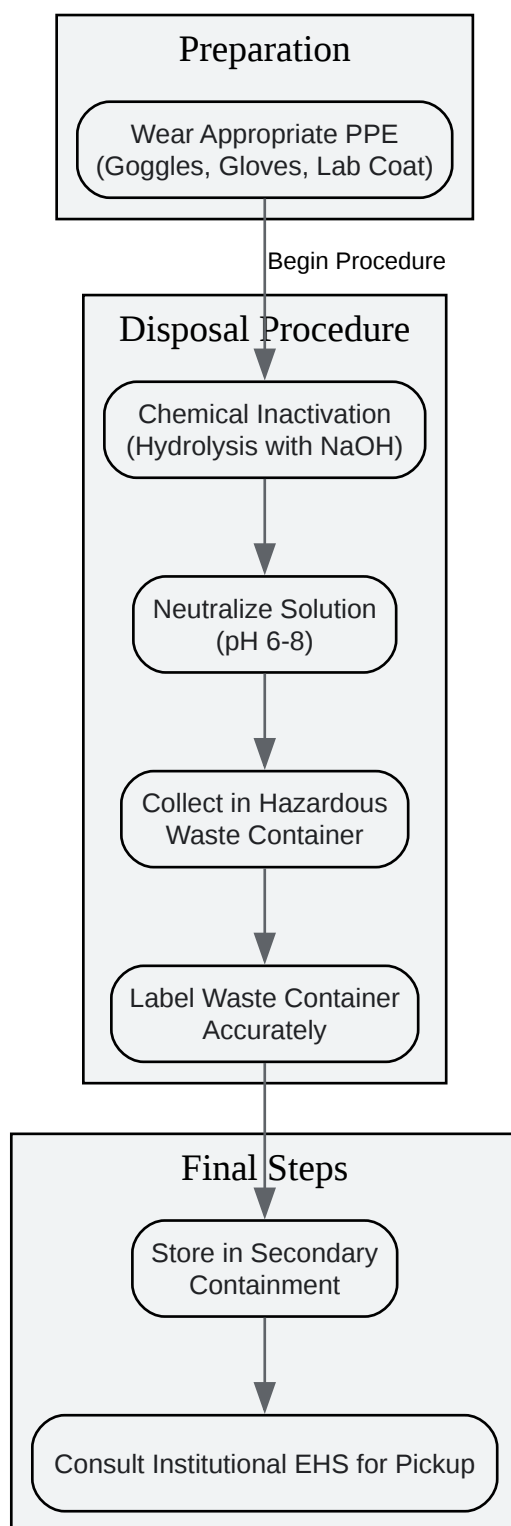 Preparation
Wear Appropriate PPE
(Goggles, Gloves, Lab Coat)
Begin Procedure
Disposal Procedure
Chemical Inactivation
(Hydrolysis with NaOH)
Neutralize Solution
(pH 6-8)
Collect in Hazardous
Waste Container
Label Waste Container
Accurately
Final Steps
Store in Secondary
Containment
Consult Institutional EHS for Pickup